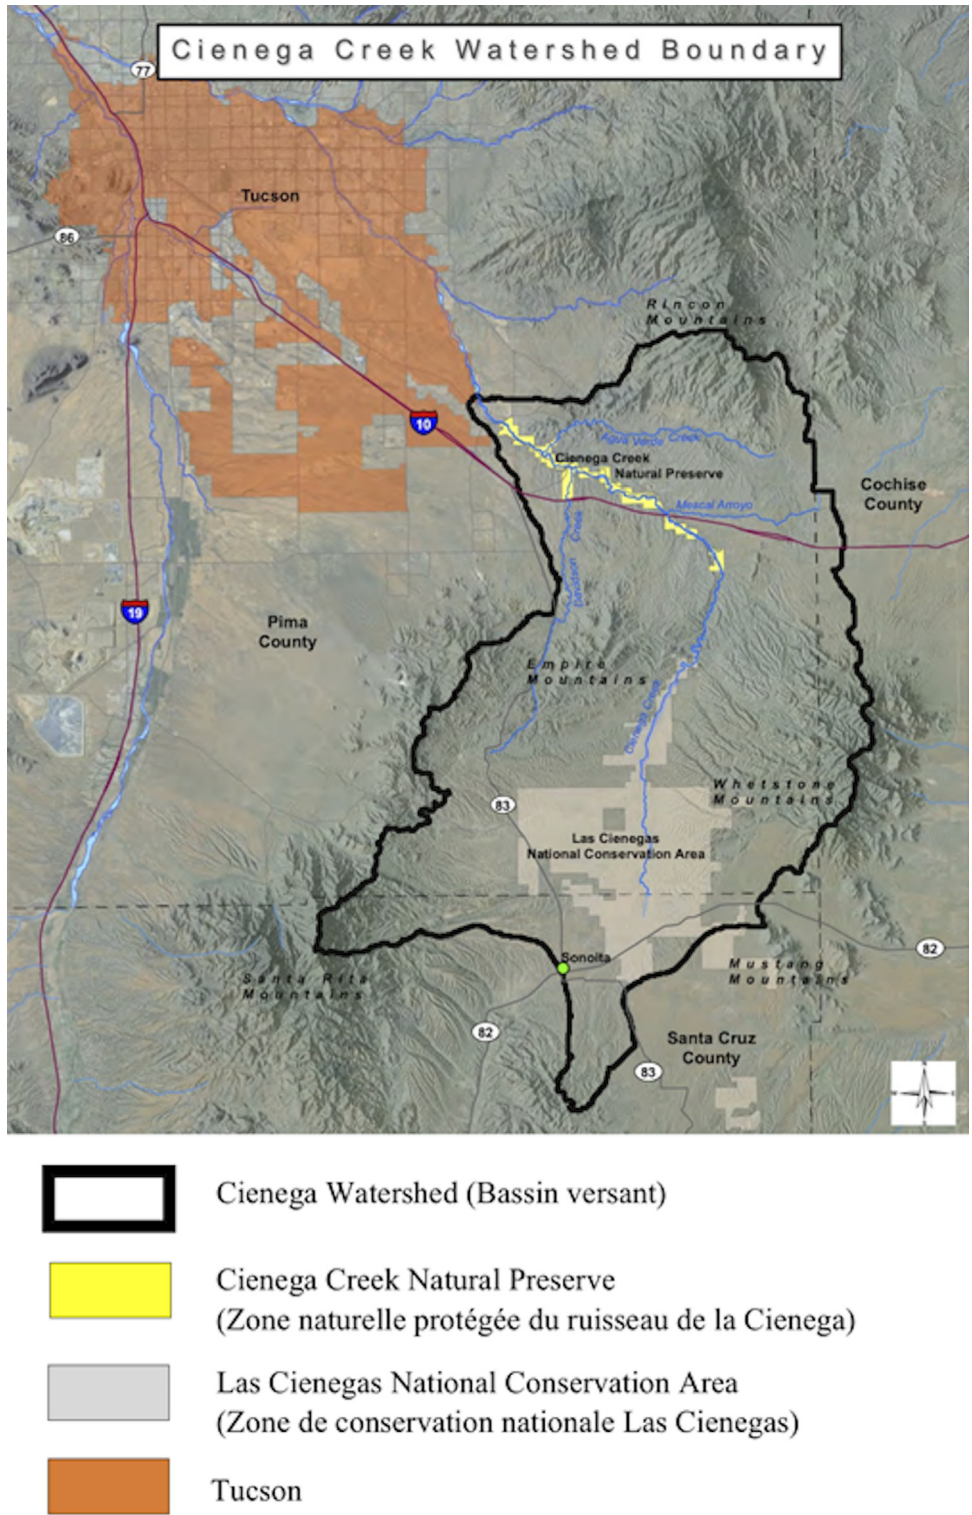 Cienega Creek Watershed Boundary
77
Tucson
86
Rincon
Mountains
10
Agua Verde Creek
Cienega Creek
Natural Preserve
Cochise
County
Mescal Arroyo
Davidson Creek
19
Pima
County
Empire
Mountains
Cienega Creek
Whetstone
Mountains
83
Las Cienegas
National Conservation Area
82
Sonoita
Santa Rita
Mountains
Mustang
Mountains
82
Santa Cruz
County
83
Cienega Watershed (Bassin versant)
Cienega Creek Natural Preserve
(Zone naturelle protégée du ruisseau de la Cienega)
Las Cienegas National Conservation Area
(Zone de conservation nationale Las Cienegas)
Tucson